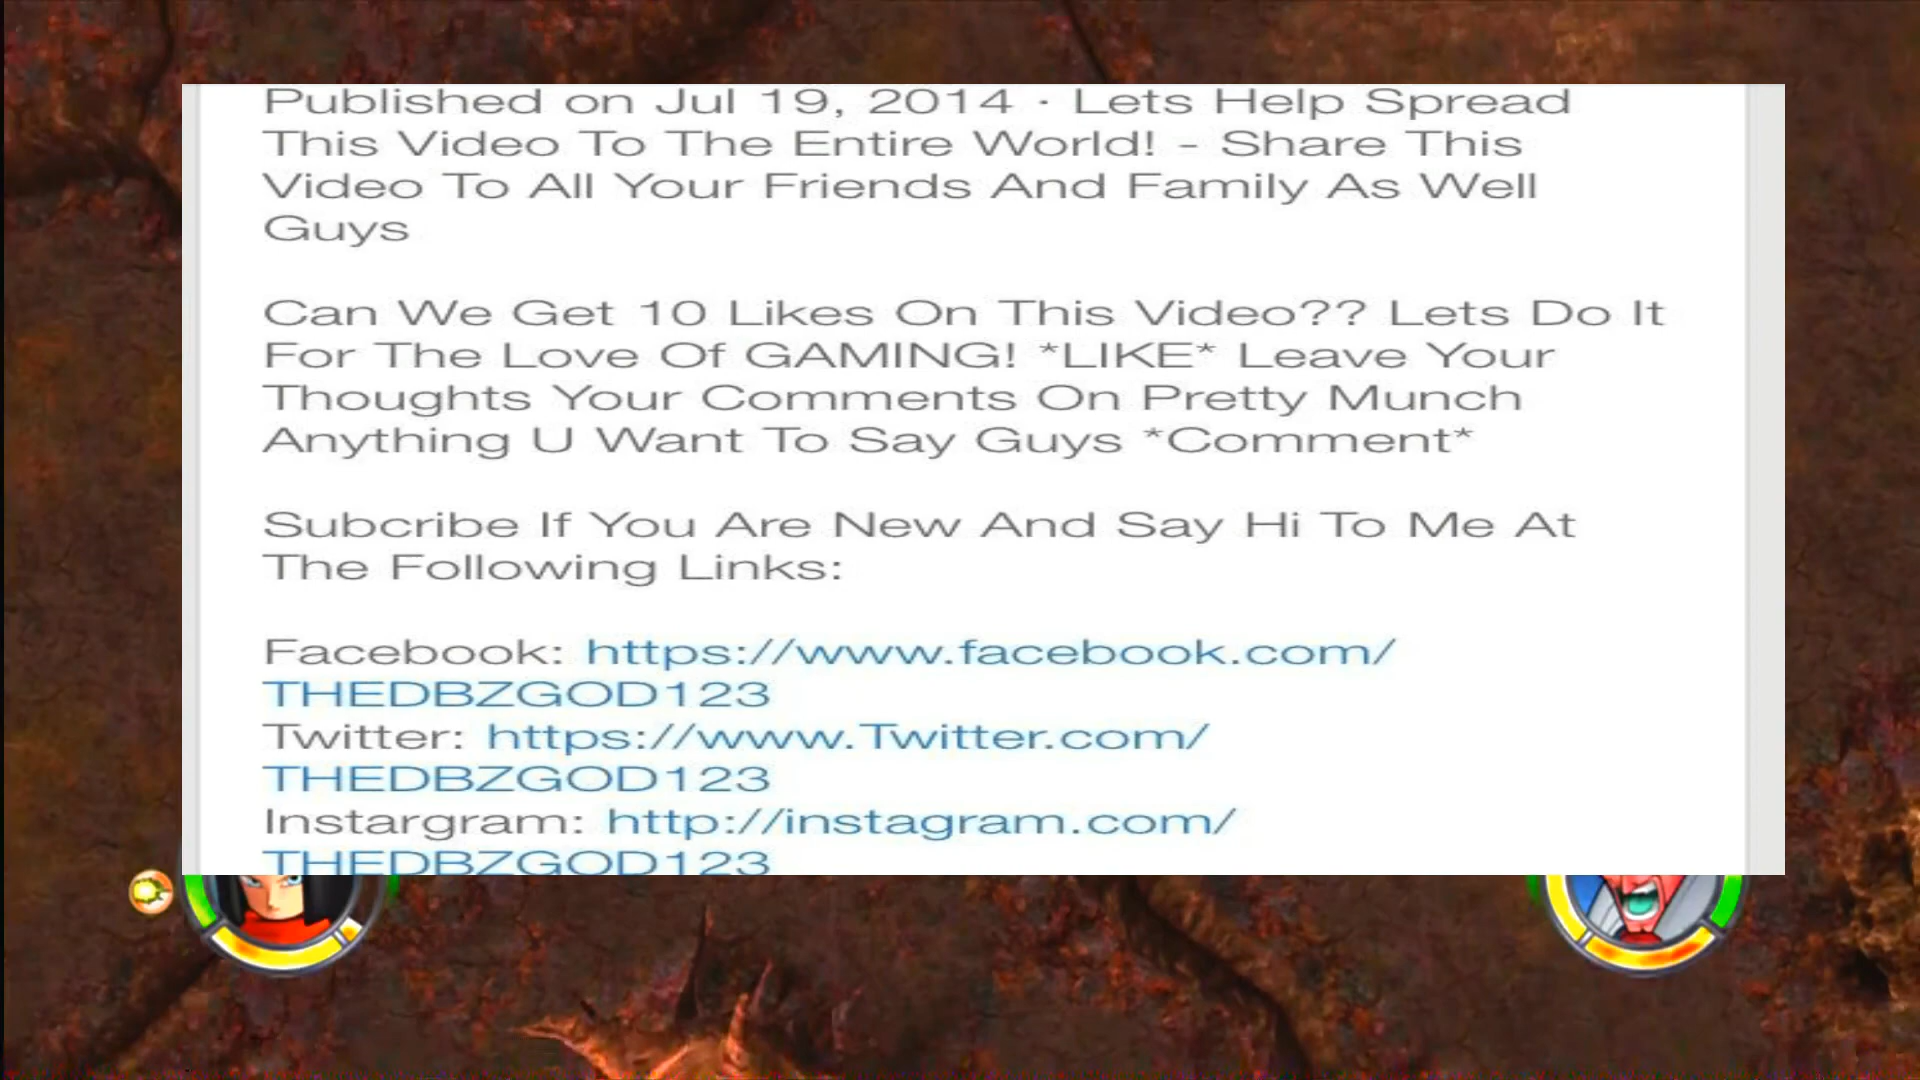 Published on Jul 19, 2014 · Lets Help Spread
This Video To The Entire World! - Share This
Video To All Your Friends And Family As Well
Guys
Can We Get 10 Likes On This Video?? Lets Do It
For The Love Of GAMING! *LIKE* Leave Your
Thoughts Your Comments On Pretty Munch
Anything U Want To Say Guys *Comment*
Subcribe If You Are New And Say Hi To Me At
The Following Links:
Facebook: https://www.facebook.com/
THEDBZGOD123
Twitter: https://www.Twitter.com/
THEDBZGOD123
Instargram: http://instagram.com/
THEDBZGOD123